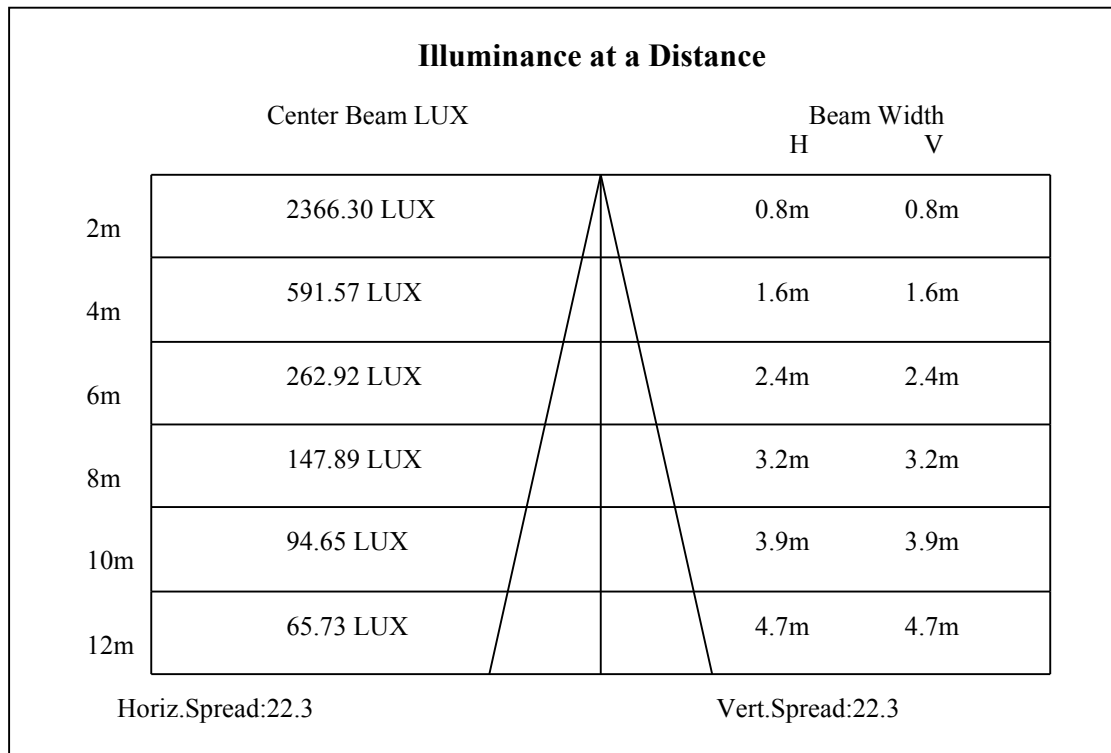 Illuminance at a Distance
Center Beam LUX Beam Width
H V
2m 2366.30 LUX 0.8m 0.8m
4m 591.57 LUX 1.6m 1.6m
6m 262.92 LUX 2.4m 2.4m
8m 147.89 LUX 3.2m 3.2m
10m 94.65 LUX 3.9m 3.9m
12m 65.73 LUX 4.7m 4.7m
Horiz.Spread:22.3 Vert.Spread:22.3